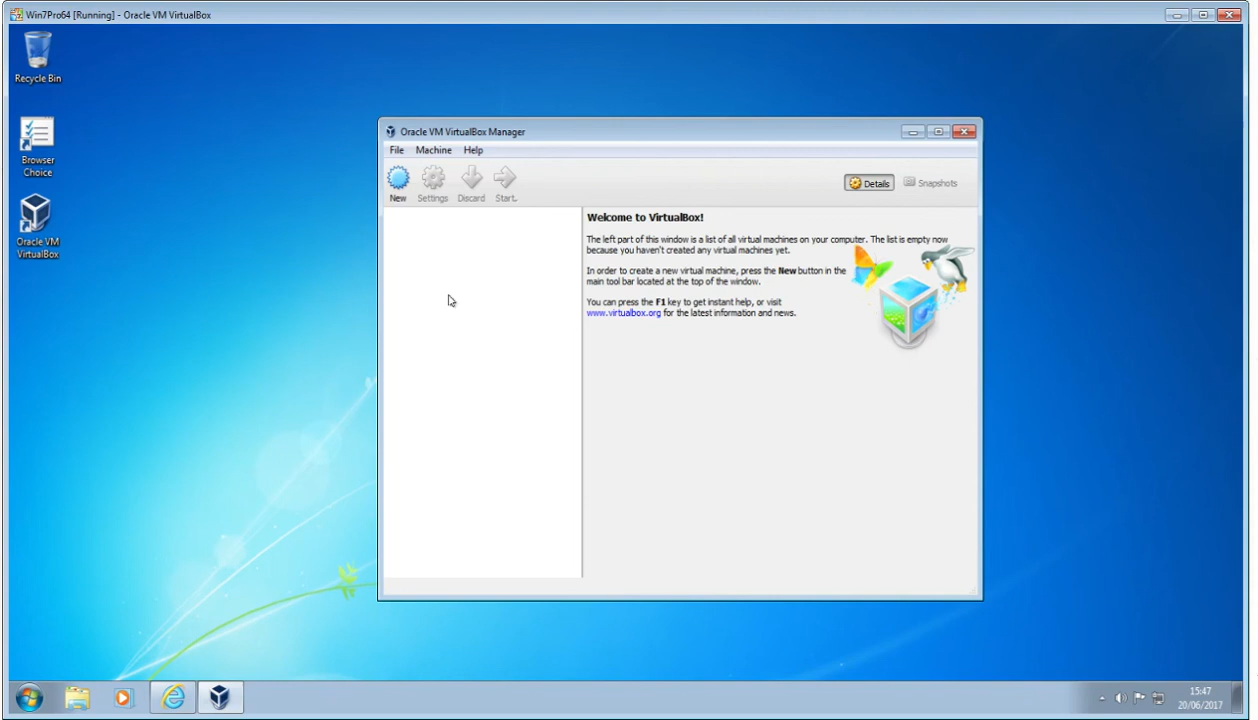 Win7Pro64 [Running] - Oracle VM VirtualBox
Recycle Bin
Browser
Choice
Oracle VM
VirtualBox
Oracle VM VirtualBox Manager
File Machine Help
New Settings Discard Start
Details Snapshots
Welcome to VirtualBox!
The left part of this window is a list of all virtual machines on your computer. The list is empty now
because you haven't created any virtual machines yet.
In order to create a new virtual machine, press the New button in the
main tool bar located at the top of the window.
You can press the F1 key to get instant help, or visit
www.virtualbox.org for the latest information and news.
15:47
20/06/2017